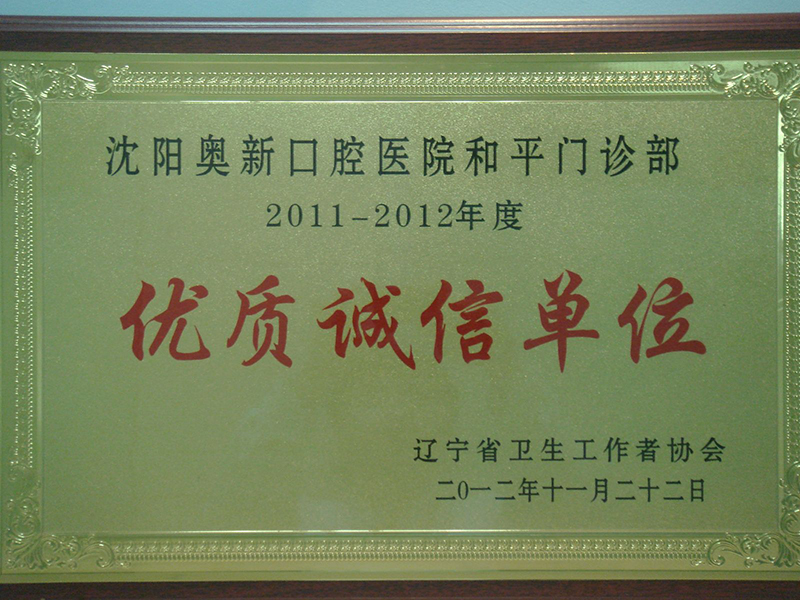 沈阳奥新口腔医院和平门诊部
2011-2012年度
优质诚信单位
辽宁省卫生工作者协会
二0一二年十一月二十二日